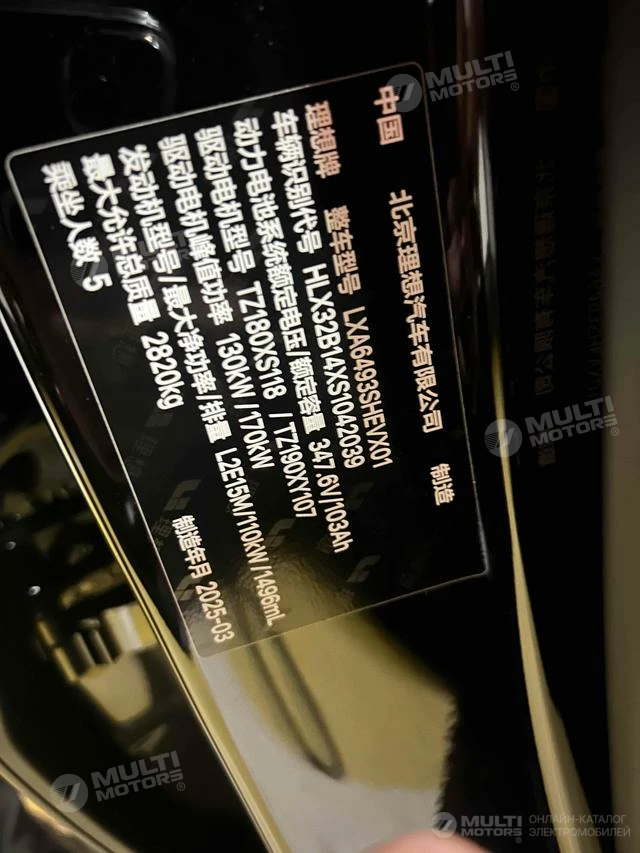 中国 北京理想汽车有限公司 制造
理想牌 整车型号 LXA6493SHEVX01
车辆识别代号 HLX32B14XS1042039
动力电池系统额定电压/额定容量 347.6V/103Ah
驱动电机型号 TZ180XS118 /TZ190XY107
驱动电机峰值功率 130kW/170kW
发动机型号/最大净功率/排量 L2E15M/110kW/1496mL
最大允许总质量 2820kg
乘坐人数 5
制造年月 2025-03
MULTI MOTORS®
MULTI MOTORS®
MULTI MOTORS®
MULTI MOTORS®
MULTI MOTORS®
ОНЛАЙН-КАТАЛОГ
ЭЛЕКТРОМОБИЛЕЙ